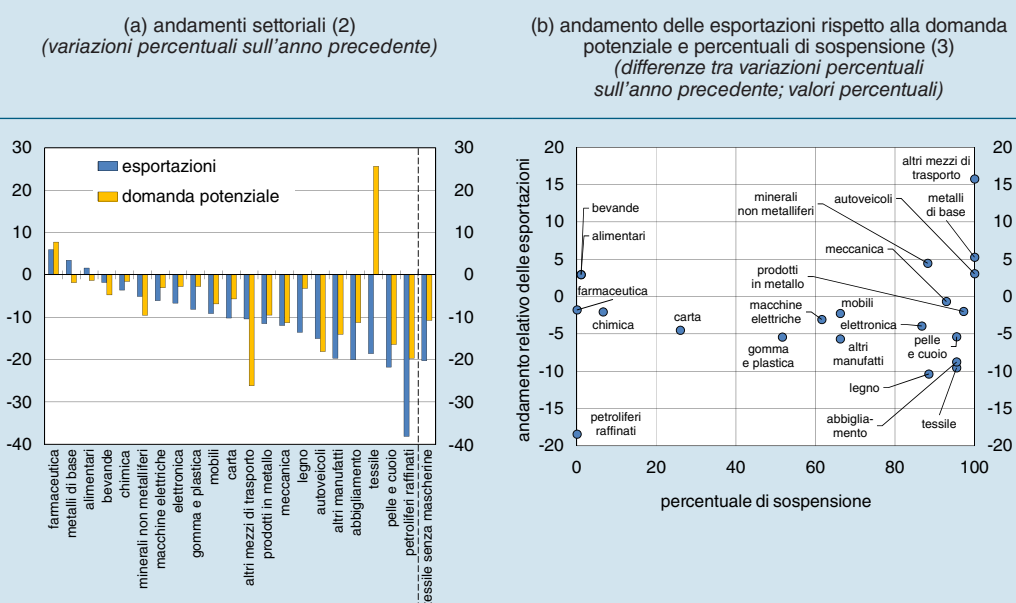 (a) andamenti settoriali (2)
(variazioni percentuali sull'anno precedente)
30
20
10
0
-10
-20
-30
-40
esportazioni
domanda potenziale
30
20
10
0
-10
-20
-30
-40
farmaceutica
metalli di base
alimentari
bevande
chimica
minerali non metalliferi
macchine elettriche
elettronica
gomma e plastica
mobili
carta
altri mezzi di trasporto
prodotti in metallo
meccanica
legno
autoveicoli
altri manufatti
abbigliamento
tessile
pelle e cuoio
petroliferi raffinati
tessile senza mascherine
(b) andamento delle esportazioni rispetto alla domanda
potenziale e percentuali di sospensione (3)
(differenze tra variazioni percentuali
sull'anno precedente; valori percentuali)
andamento relativo delle esportazioni
20
15
10
5
0
-5
-10
-15
-20
altri mezzi di
trasporto
minerali
non metalliferi
autoveicoli
metalli
di base
bevande
alimentari
meccanica
prodotti
in metallo
farmaceutica
chimica
carta
macchine
elettriche
mobili
elettronica
gomma
e plastica
altri
manufatti
pelle
e cuoio
legno
abbiglia-
mento
tessile
petroliferi
raffinati
20
15
10
5
0
-5
-10
-15
-20
0
20
40
60
80
100
percentuale di sospensione